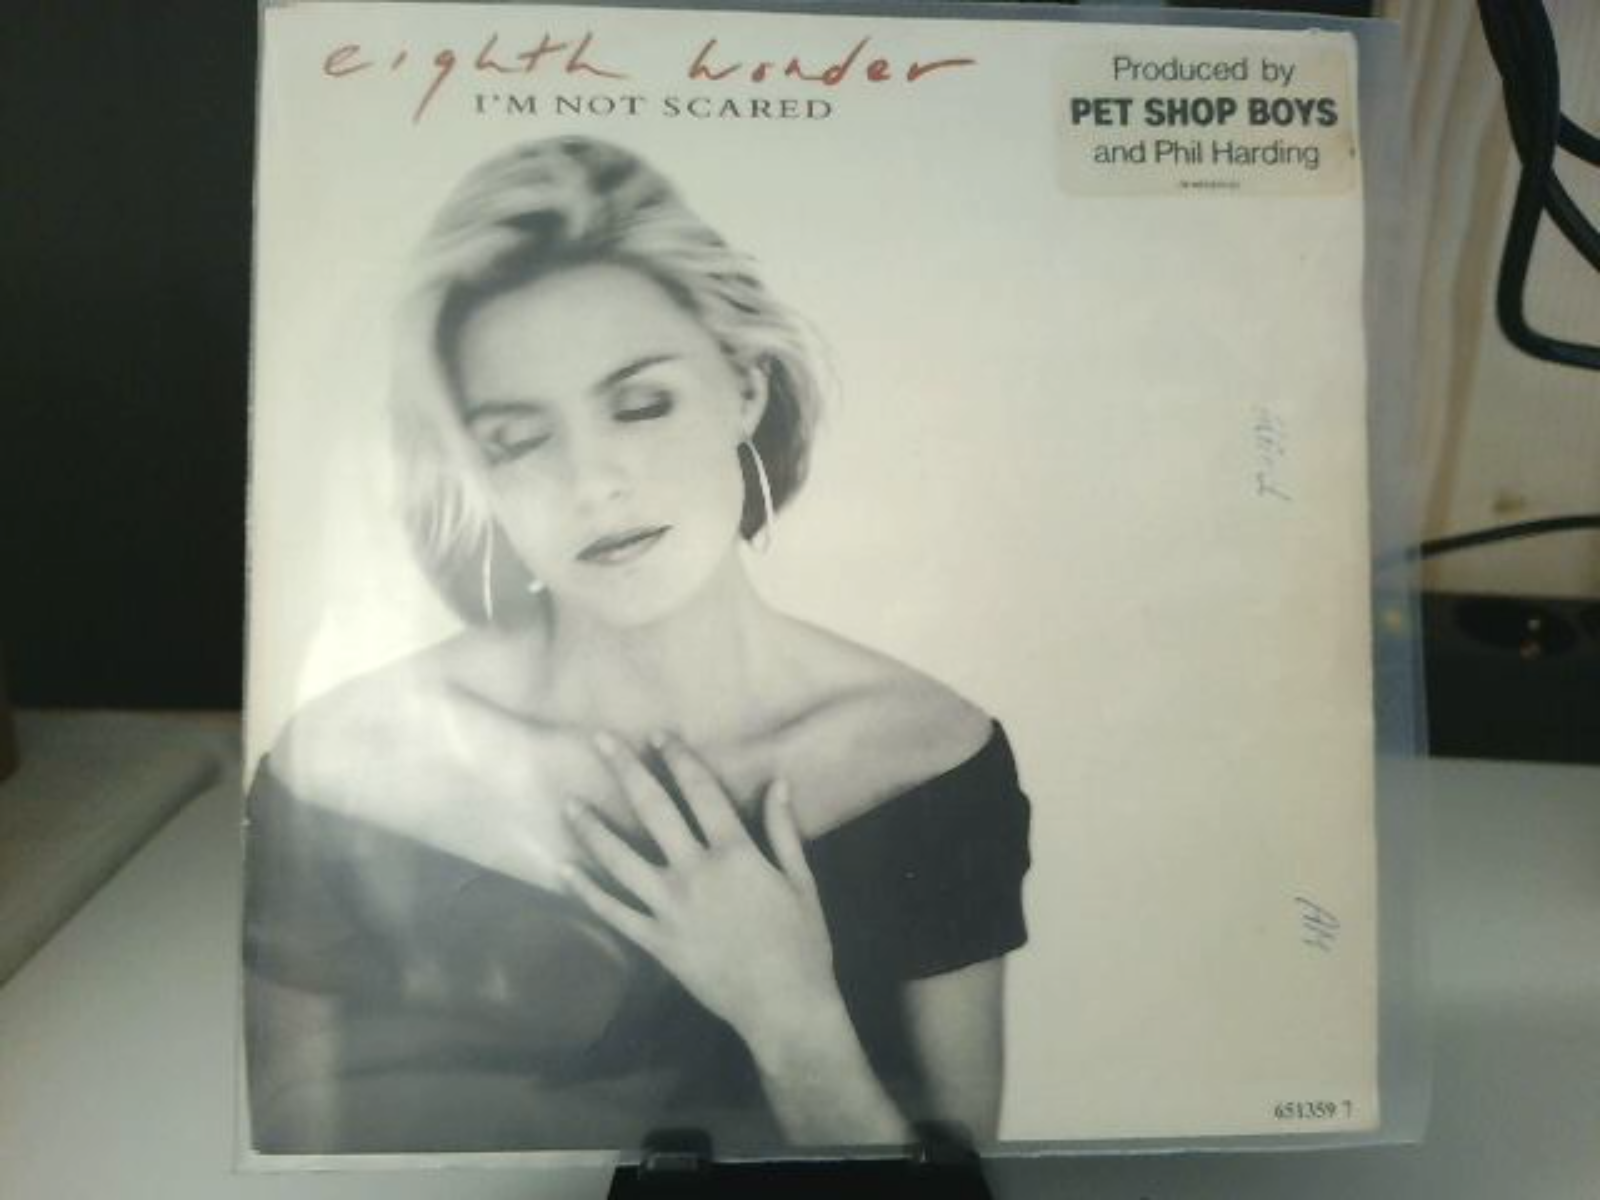 eighth wonder
I'M NOT SCARED
Produced by
PET SHOP BOYS
and Phil Harding
651359 7